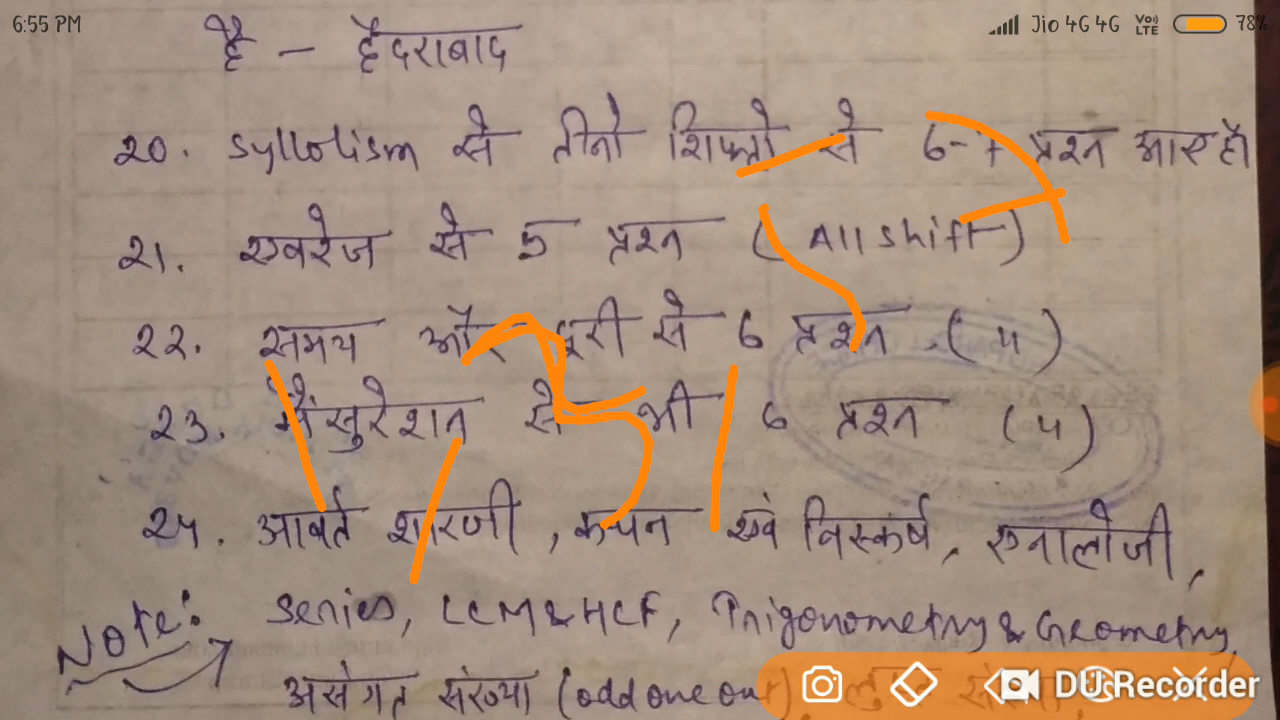 6:55 PM Jio 4G 4G VoLTE 78%
है - हैदराबाद
20. Syllolism से तीनो शिफ्तो से 6-7 प्रश्न आए हो
21. एवरेज से 5 प्रश्न (All shift)
22. समय और दूरी से 6 प्रश्न (4)
23. मैंसुरेशन से भी 6 प्रश्न (4)
24. आवर्त शारणी, कथन एवं निस्कर्ष, एनालोजी,
Note: Series, LCM & HCF, Trigonometry & Geometry,
असंगत संख्या (odd one out),
DU Recorder